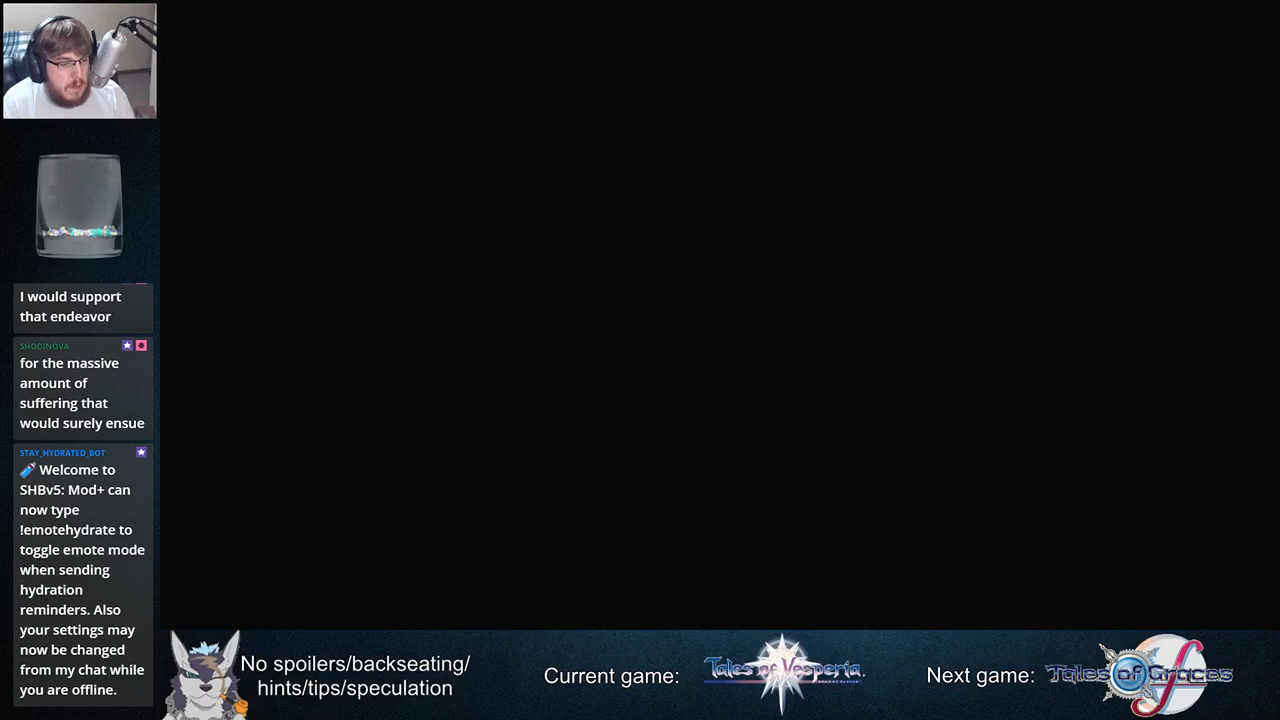 I would support
that endeavor
SHODINOVA
for the massive
amount of
suffering that
would surely ensue
STAY_HYDRATED_BOT
Welcome to
SHBv5: Mod+ can
now type
!emotehydrate to
toggle emote mode
when sending
hydration
reminders. Also
your settings may
now be changed
from my chat while
you are offline.
No spoilers/backseating/
hints/tips/speculation
Current game:
Tales of Vesperia
Next game:
Tales of Graces f